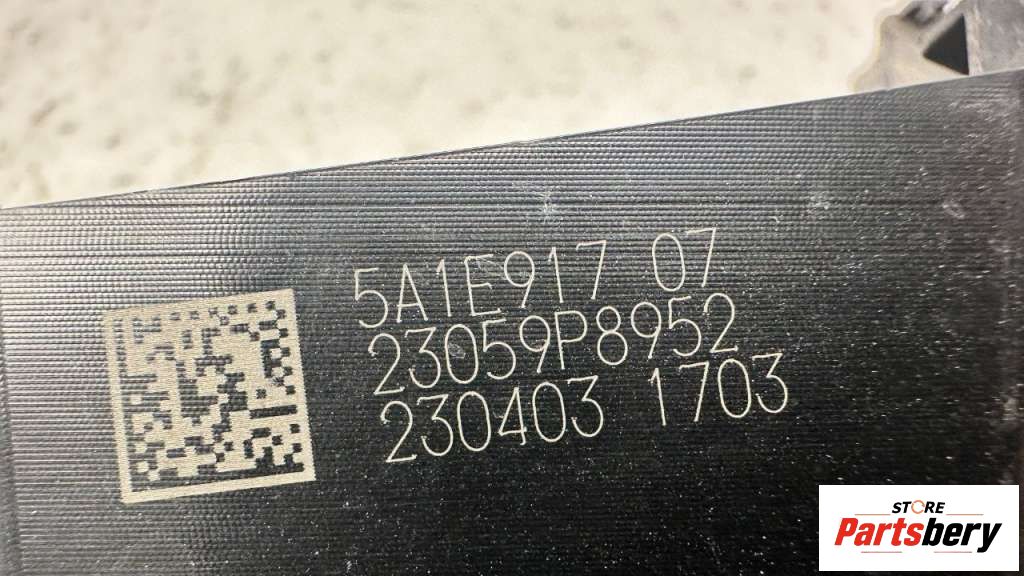 5A1E917 07
23059P8952
230403 1703
STORE
Partsbery